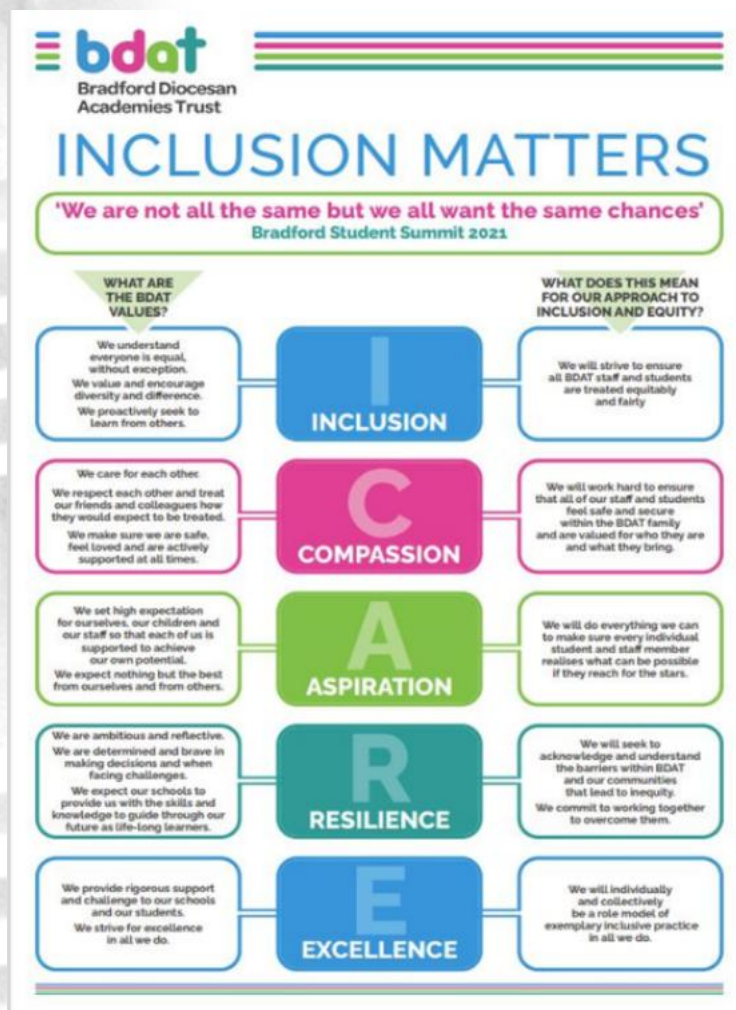 bdat
Bradford Diocesan
Academies Trust
INCLUSION MATTERS
'We are not all the same but we all want the same chances'
Bradford Student Summit 2021
WHAT ARE
THE BDAT
VALUES?
WHAT DOES THIS MEAN
FOR OUR APPROACH TO
INCLUSION AND EQUITY?
We understand
everyone is equal,
without exception.
We value and encourage
diversity and difference.
We proactively seek to
learn from others.
I
INCLUSION
We will strive to ensure
all BDAT staff and students
are treated equitably
and fairly
We care for each other.
We respect each other and treat
our friends and colleagues how
they would expect to be treated.
We make sure we are safe,
feel loved and are actively
supported at all times.
C
COMPASSION
We will work hard to ensure
that all of our staff and students
feel safe and secure
within the BDAT family
and are valued for who they are
and what they bring.
We set high expectation
for ourselves, our children and
our staff so that each of us is
supported to achieve
our own potential.
We expect nothing but the best
from ourselves and from others.
A
ASPIRATION
We will do everything we can
to make sure every individual
student and staff member
realises what can be possible
if they reach for the stars.
We are ambitious and reflective.
We are determined and brave in
making decisions and when
facing challenges.
We expect our schools to
provide us with the skills and
knowledge to guide through our
future as life-long learners.
R
RESILIENCE
We will seek to
acknowledge and understand
the barriers within BDAT
and our communities
that lead to inequity.
We commit to working together
to overcome them.
We provide rigorous support
and challenge to our schools
and our students.
We strive for excellence
in all we do.
E
EXCELLENCE
We will individually
and collectively
be a role model of
exemplary inclusive practice
in all we do.